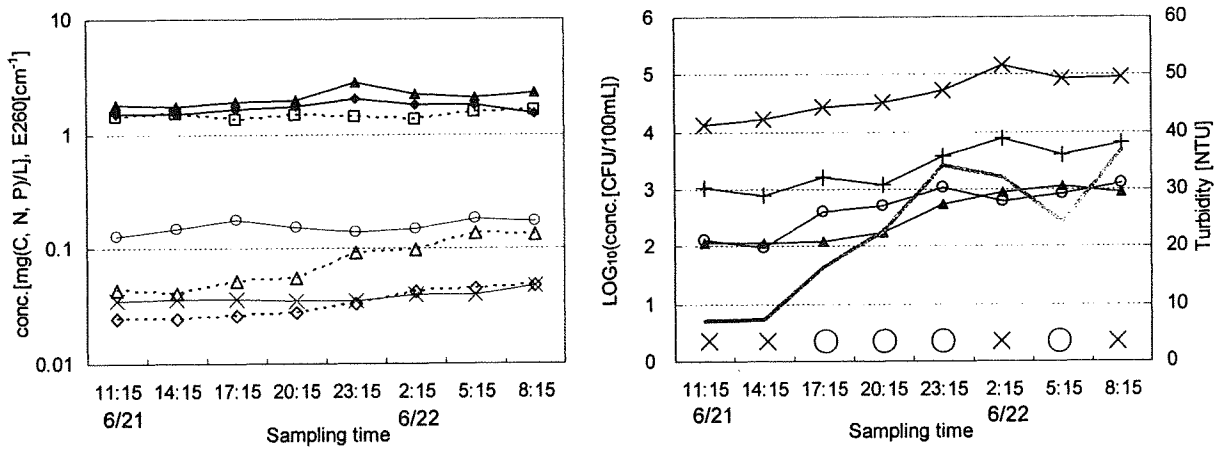 conc.[mg(C, N, P)/L], E260[cm⁻¹]
10
1
0.1
0.01
11:15 14:15 17:15 20:15 23:15 2:15 5:15 8:15
6/21 6/22
Sampling time
LOG₁₀(conc.[CFU/100mL])
6
5
4
3
2
1
0
11:15 14:15 17:15 20:15 23:15 2:15 5:15 8:15
6/21 6/22
Sampling time
60
50
40
30
20
10
0
Turbidity [NTU]